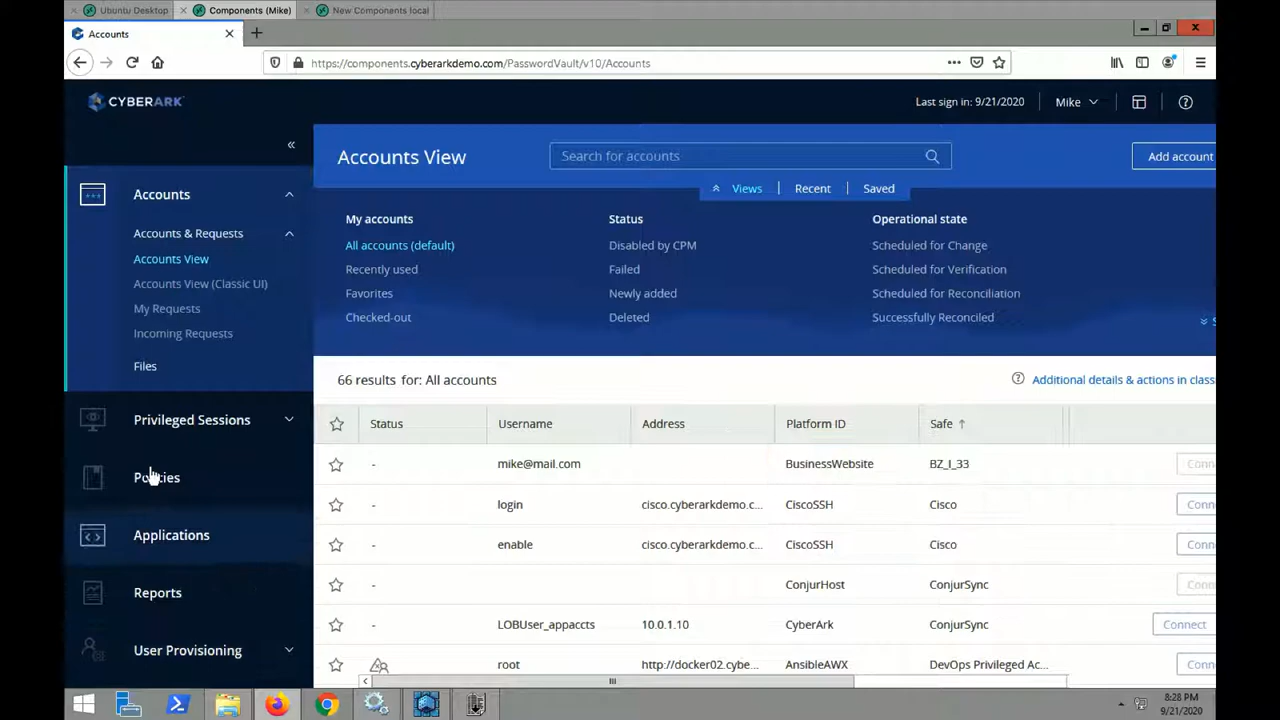 Ubuntu Desktop
Components (Mike)
New Components local
Accounts
https://components.cyberarkdemo.com/PasswordVault/v10/Accounts
CYBERARK
Last sign in: 9/21/2020
Mike
Accounts View
Search for accounts
Add account
Views
Recent
Saved
Accounts
Accounts & Requests
Accounts View
Accounts View (Classic UI)
My Requests
Incoming Requests
Files
Privileged Sessions
Policies
Applications
Reports
User Provisioning
My accounts
All accounts (default)
Recently used
Favorites
Checked-out
Status
Disabled by CPM
Failed
Newly added
Deleted
Operational state
Scheduled for Change
Scheduled for Verification
Scheduled for Reconciliation
Successfully Reconciled
66 results for: All accounts
Additional details & actions in class
Status Username Address Platform ID Safe
- mike@mail.com BusinessWebsite BZ_I_33
- login cisco.cyberarkdemo.c... CiscoSSH Cisco
- enable cisco.cyberarkdemo.c... CiscoSSH Cisco
- ConjurHost ConjurSync
- LOBUser_appaccts 10.0.1.10 CyberArk ConjurSync Connect
root http://docker02.cybe... AnsibleAWX DevOps Privileged Ac...
8:28 PM
9/21/2020